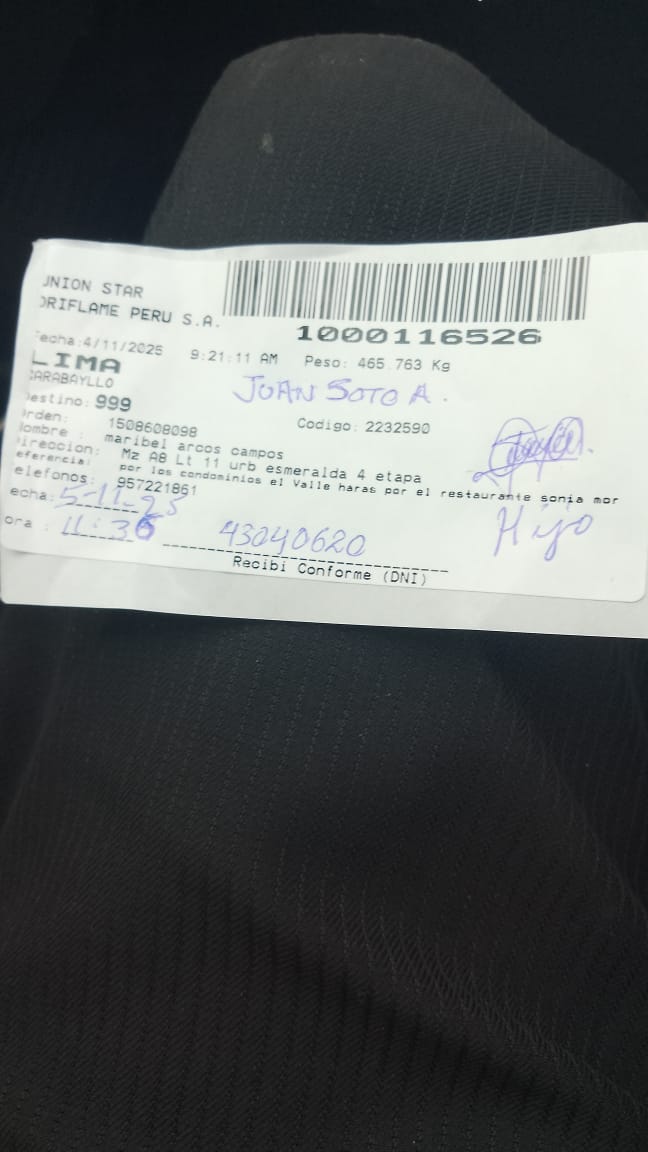 UNION STAR
ORIFLAME PERU S.A.
1000116526
Fecha:4/11/2025 9:21:11 AM Peso: 465.763 Kg
LIMA
CARABAYLLO
JUAN SOTO A.
Destino: 999
Orden: 1508608098 Codigo: 2232590
Nombre : maribel arcos campos
Direccion: Mz A8 Lt 11 urb esmeralda 4 etapa
Referencia: por los condominios el Valle haras por el restaurante sonia mor
Telefonos: 957221861
Fecha: 5-11-25
Hijo
Hora : 11:36
43040620
Recibi Conforme (DNI)